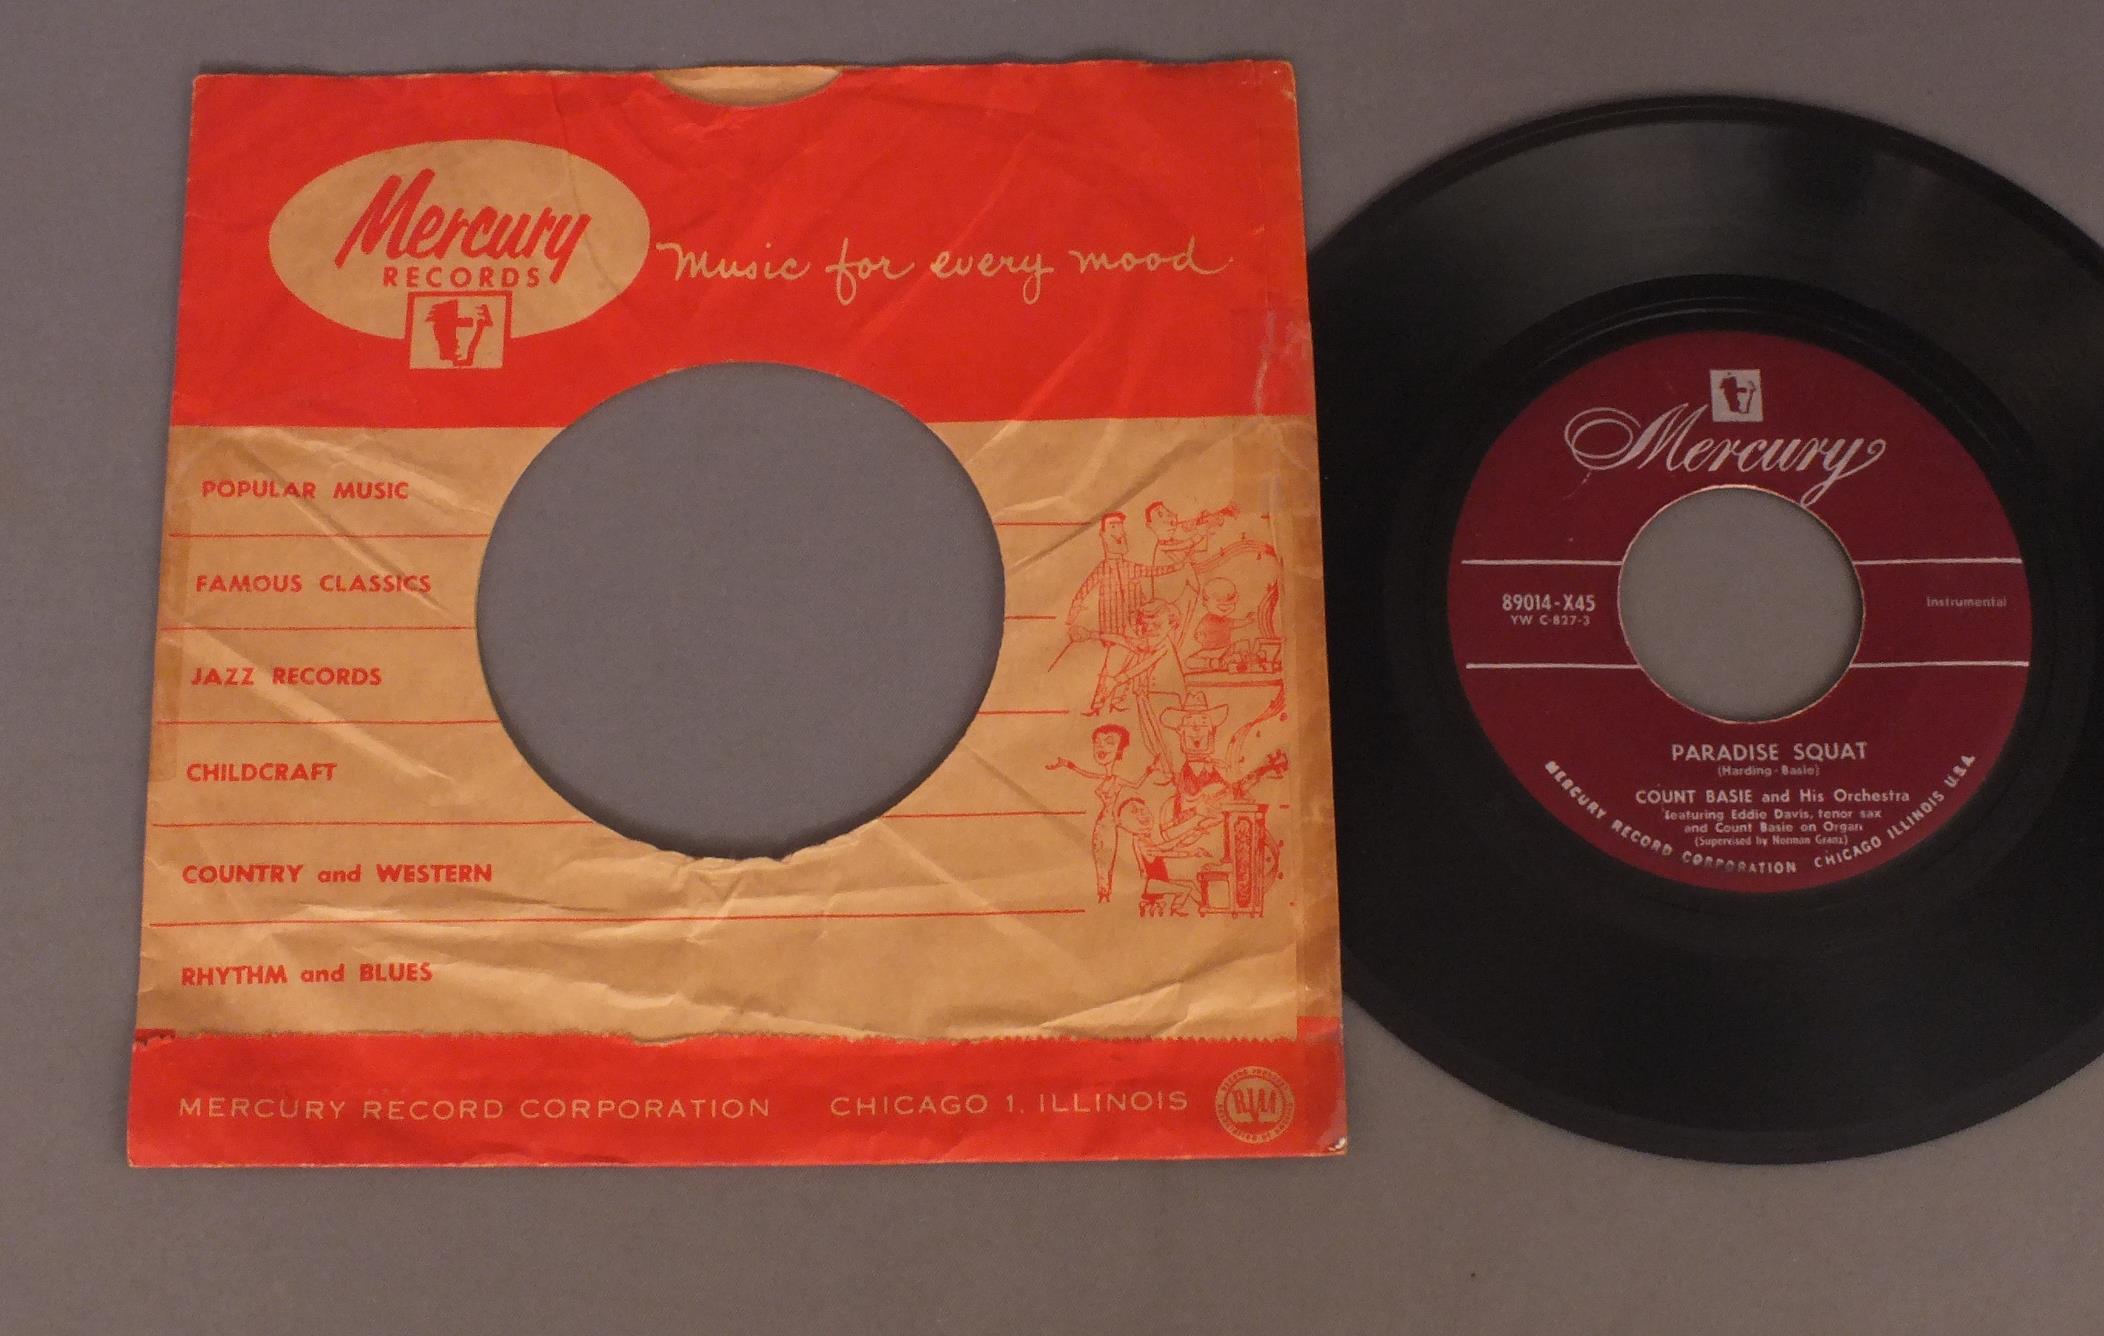 Mercury
RECORDS
Music for every mood
POPULAR MUSIC
FAMOUS CLASSICS
JAZZ RECORDS
CHILDCRAFT
COUNTRY and WESTERN
RHYTHM and BLUES
MERCURY RECORD CORPORATION CHICAGO 1, ILLINOIS
Mercury
89014-X45
YW C-827-3
Instrumental
PARADISE SQUAT
(Harding-Basie)
COUNT BASIE and His Orchestra
featuring Eddie Davis, tenor sax
and Count Basie on Organ
(Supervised by Norman Granz)
MERCURY RECORD CORPORATION CHICAGO ILLINOIS U.S.A.